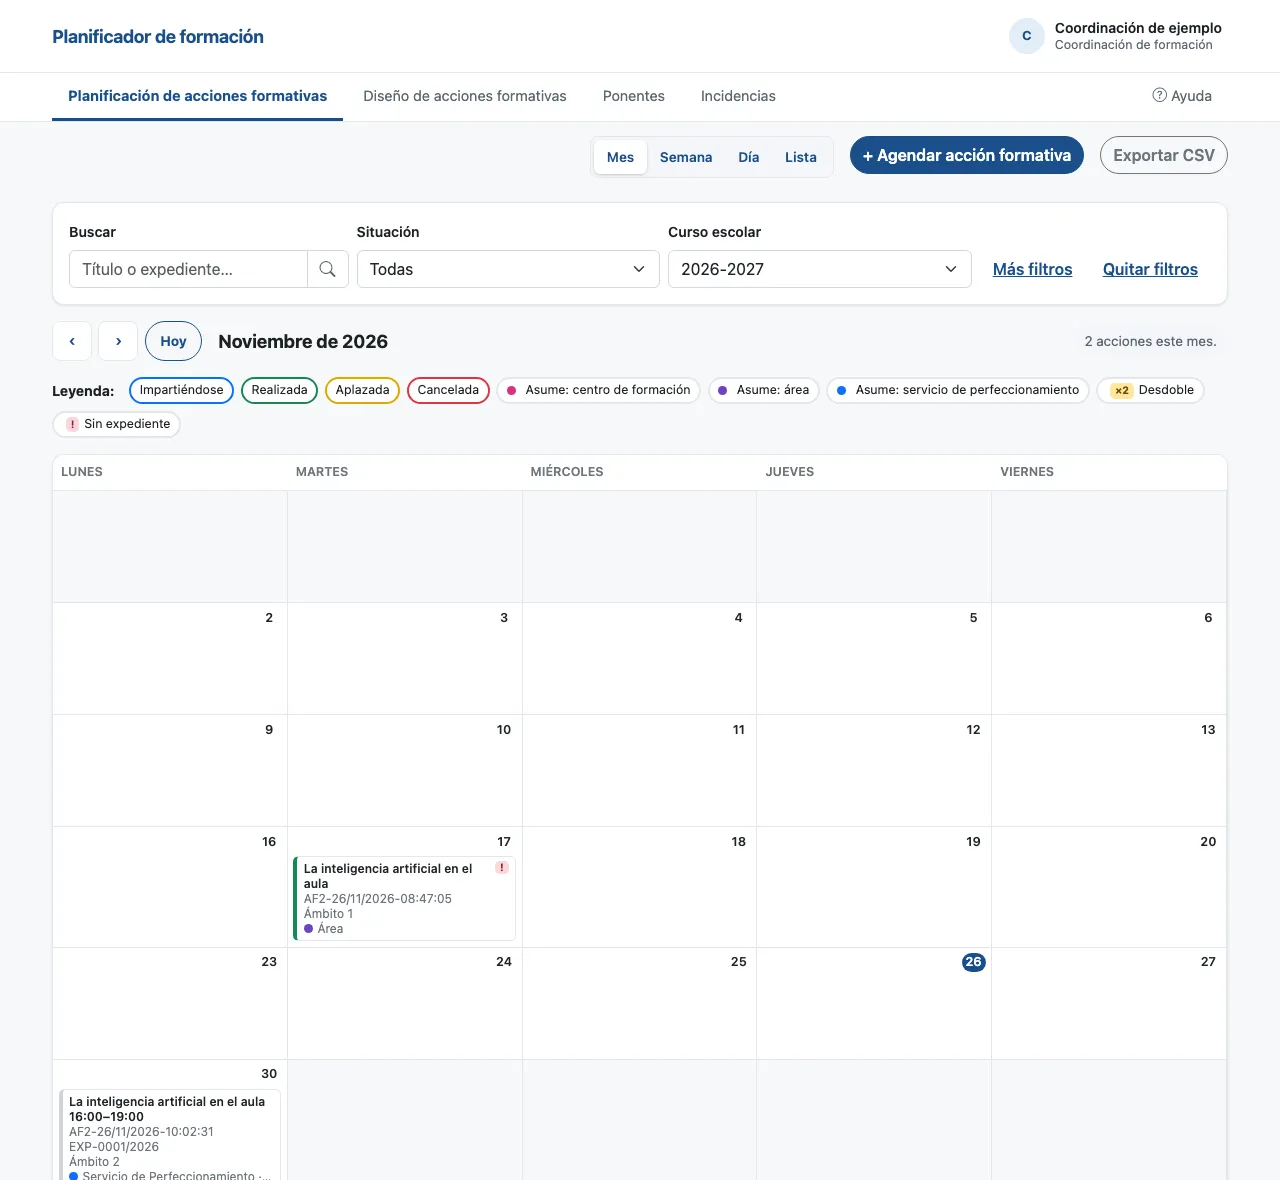 Planificador de formación
C
Coordinación de ejemplo
Coordinación de formación
Planificación de acciones formativas
Diseño de acciones formativas
Ponentes
Incidencias
? Ayuda
Mes
Semana
Día
Lista
+ Agendar acción formativa
Exportar CSV
Buscar
Situación
Curso escolar
Título o expediente...
Todas
2026-2027
Más filtros
Quitar filtros
‹
›
Hoy
Noviembre de 2026
2 acciones este mes.
Leyenda:
Impartiéndose
Realizada
Aplazada
Cancelada
Asume: centro de formación
Asume: área
Asume: servicio de perfeccionamiento
×2 Desdoble
! Sin expediente
LUNES
MARTES
MIÉRCOLES
JUEVES
VIERNES
2
3
4
5
6
9
10
11
12
13
16
17
18
19
20
La inteligencia artificial en el
aula
!
AF2-26/11/2026-08:47:05
Ámbito 1
Área
23
24
25
26
27
30
La inteligencia artificial en el aula
16:00–19:00
AF2-26/11/2026-10:02:31
EXP-0001/2026
Ámbito 2
Servicio de Perfeccionamiento ·...